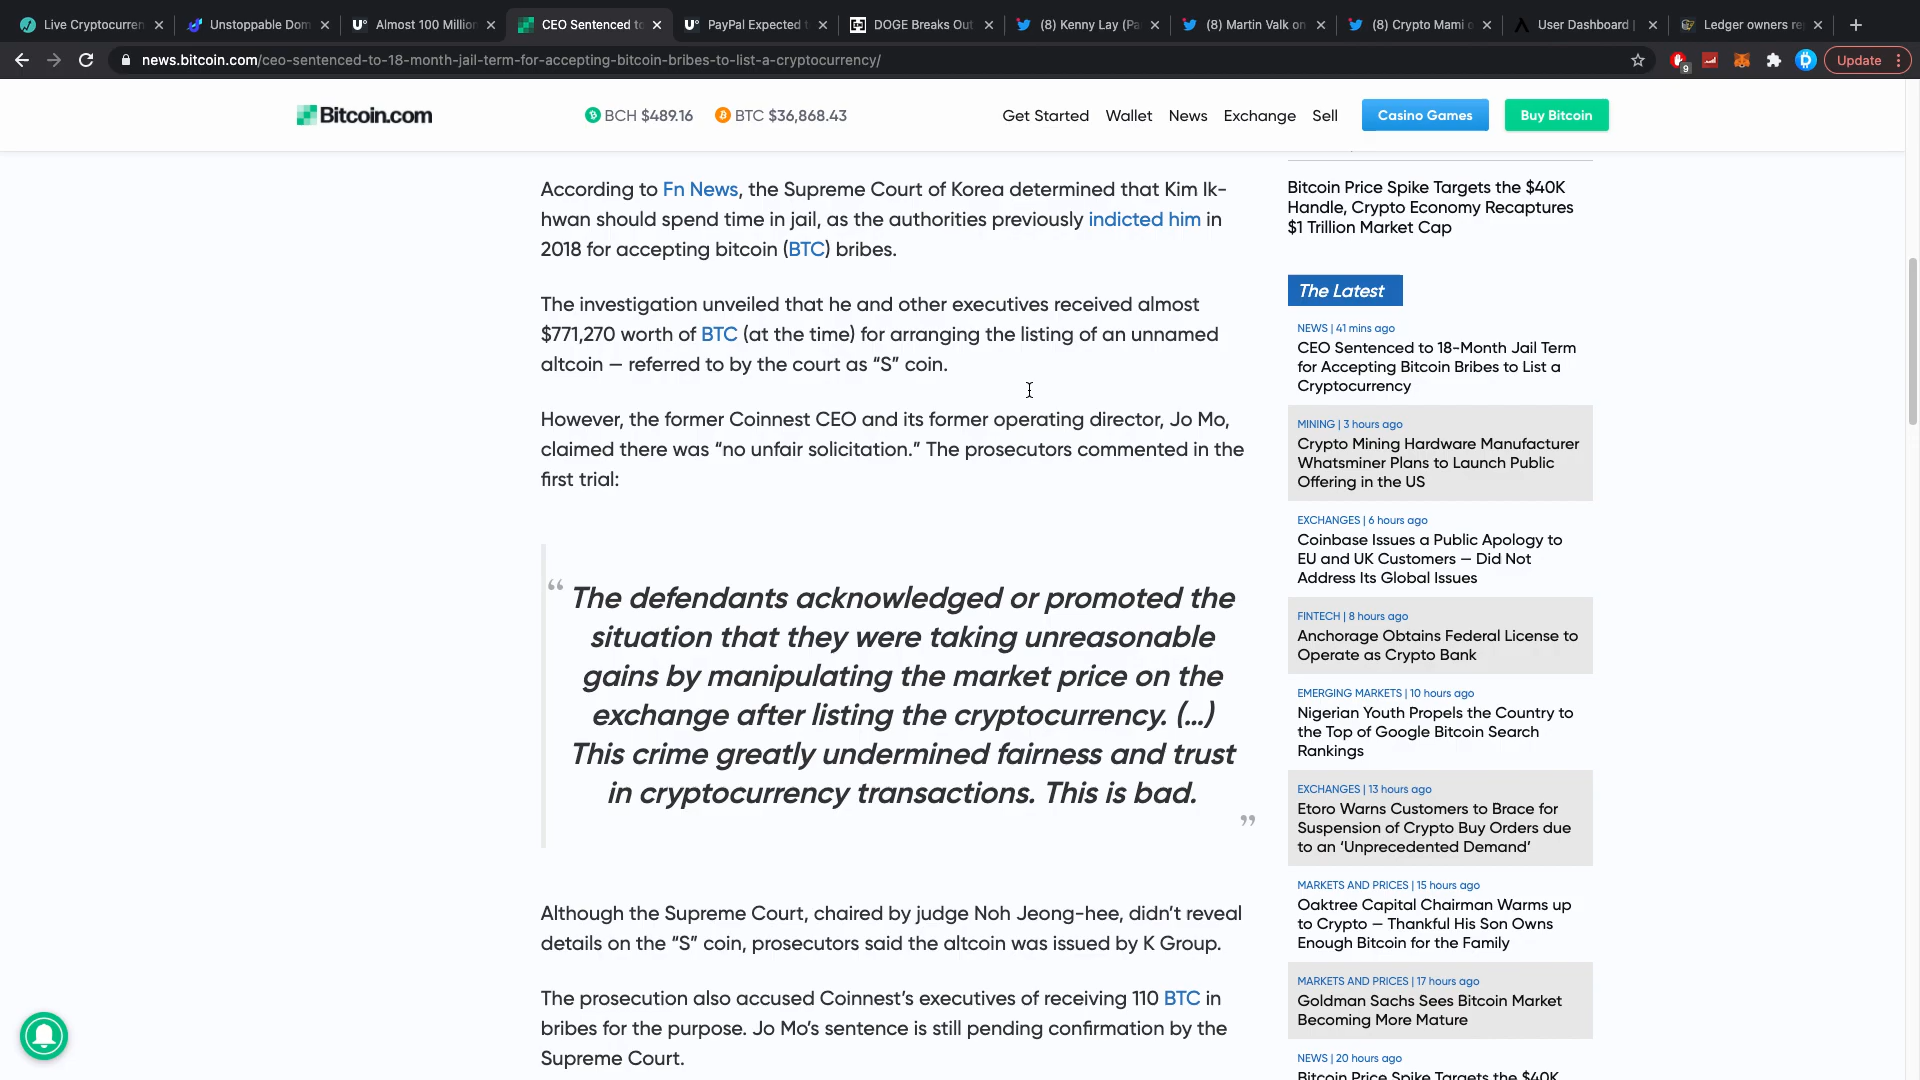 Live Cryptocurren
Unstoppable Dom
Almost 100 Million
CEO Sentenced to
PayPal Expected t
DOGE Breaks Out
(8) Kenny Lay (Pa
(8) Martin Valk on
(8) Crypto Mami o
User Dashboard |
Ledger owners re
news.bitcoin.com/ceo-sentenced-to-18-month-jail-term-for-accepting-bitcoin-bribes-to-list-a-cryptocurrency/
9
Update
Bitcoin.com
BCH $489.16
BTC $36,868.43
Get Started
Wallet
News
Exchange
Sell
Casino Games
Buy Bitcoin
According to Fn News, the Supreme Court of Korea determined that Kim Ik-
hwan should spend time in jail, as the authorities previously indicted him in
2018 for accepting bitcoin (BTC) bribes.
The investigation unveiled that he and other executives received almost
$771,270 worth of BTC (at the time) for arranging the listing of an unnamed
altcoin — referred to by the court as “S” coin.
However, the former Coinnest CEO and its former operating director, Jo Mo,
claimed there was “no unfair solicitation.” The prosecutors commented in the
first trial:
“ The defendants acknowledged or promoted the
situation that they were taking unreasonable
gains by manipulating the market price on the
exchange after listing the cryptocurrency. (…)
This crime greatly undermined fairness and trust
in cryptocurrency transactions. This is bad.
”
Although the Supreme Court, chaired by judge Noh Jeong-hee, didn’t reveal
details on the “S” coin, prosecutors said the altcoin was issued by K Group.
The prosecution also accused Coinnest’s executives of receiving 110 BTC in
bribes for the purpose. Jo Mo’s sentence is still pending confirmation by the
Supreme Court.
Bitcoin Price Spike Targets the $40K
Handle, Crypto Economy Recaptures
$1 Trillion Market Cap
The Latest
NEWS | 41 mins ago
CEO Sentenced to 18-Month Jail Term
for Accepting Bitcoin Bribes to List a
Cryptocurrency
MINING | 3 hours ago
Crypto Mining Hardware Manufacturer
Whatsminer Plans to Launch Public
Offering in the US
EXCHANGES | 6 hours ago
Coinbase Issues a Public Apology to
EU and UK Customers — Did Not
Address Its Global Issues
FINTECH | 8 hours ago
Anchorage Obtains Federal License to
Operate as Crypto Bank
EMERGING MARKETS | 10 hours ago
Nigerian Youth Propels the Country to
the Top of Google Bitcoin Search
Rankings
EXCHANGES | 13 hours ago
Etoro Warns Customers to Brace for
Suspension of Crypto Buy Orders due
to an ‘Unprecedented Demand’
MARKETS AND PRICES | 15 hours ago
Oaktree Capital Chairman Warms up
to Crypto — Thankful His Son Owns
Enough Bitcoin for the Family
MARKETS AND PRICES | 17 hours ago
Goldman Sachs Sees Bitcoin Market
Becoming More Mature
NEWS | 20 hours ago
Bitcoin Price Spike Targets the $40K